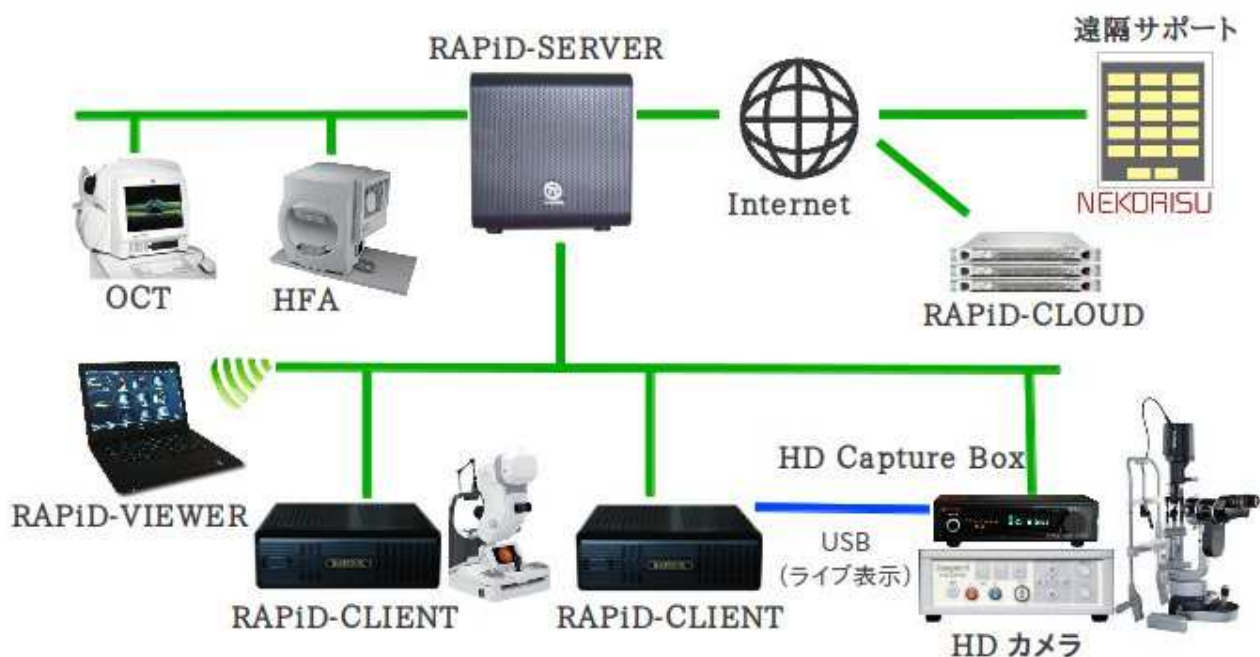 RAPiD-SERVER
遠隔サポート
Internet
NEKORISU
OCT
HFA
RAPiD-CLOUD
RAPiD-VIEWER
HD Capture Box
USB
(ライブ表示)
RAPiD-CLIENT
RAPiD-CLIENT
HD カメラ